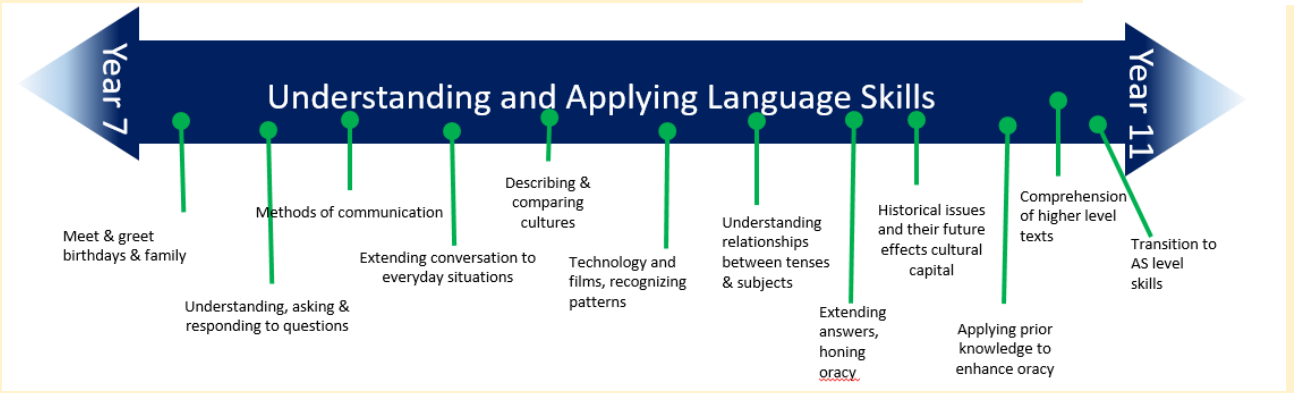 Year 7
Understanding and Applying Language Skills
Year 11
Meet & greet
birthdays & family
Understanding, asking &
responding to questions
Methods of communication
Extending conversation to
everyday situations
Describing &
comparing
cultures
Technology and
films, recognizing
patterns
Understanding
relationships
between tenses
& subjects
Extending
answers,
honing
oracy
Historical issues
and their future
effects cultural
capital
Applying prior
knowledge to
enhance oracy
Comprehension
of higher level
texts
Transition to
AS level
skills